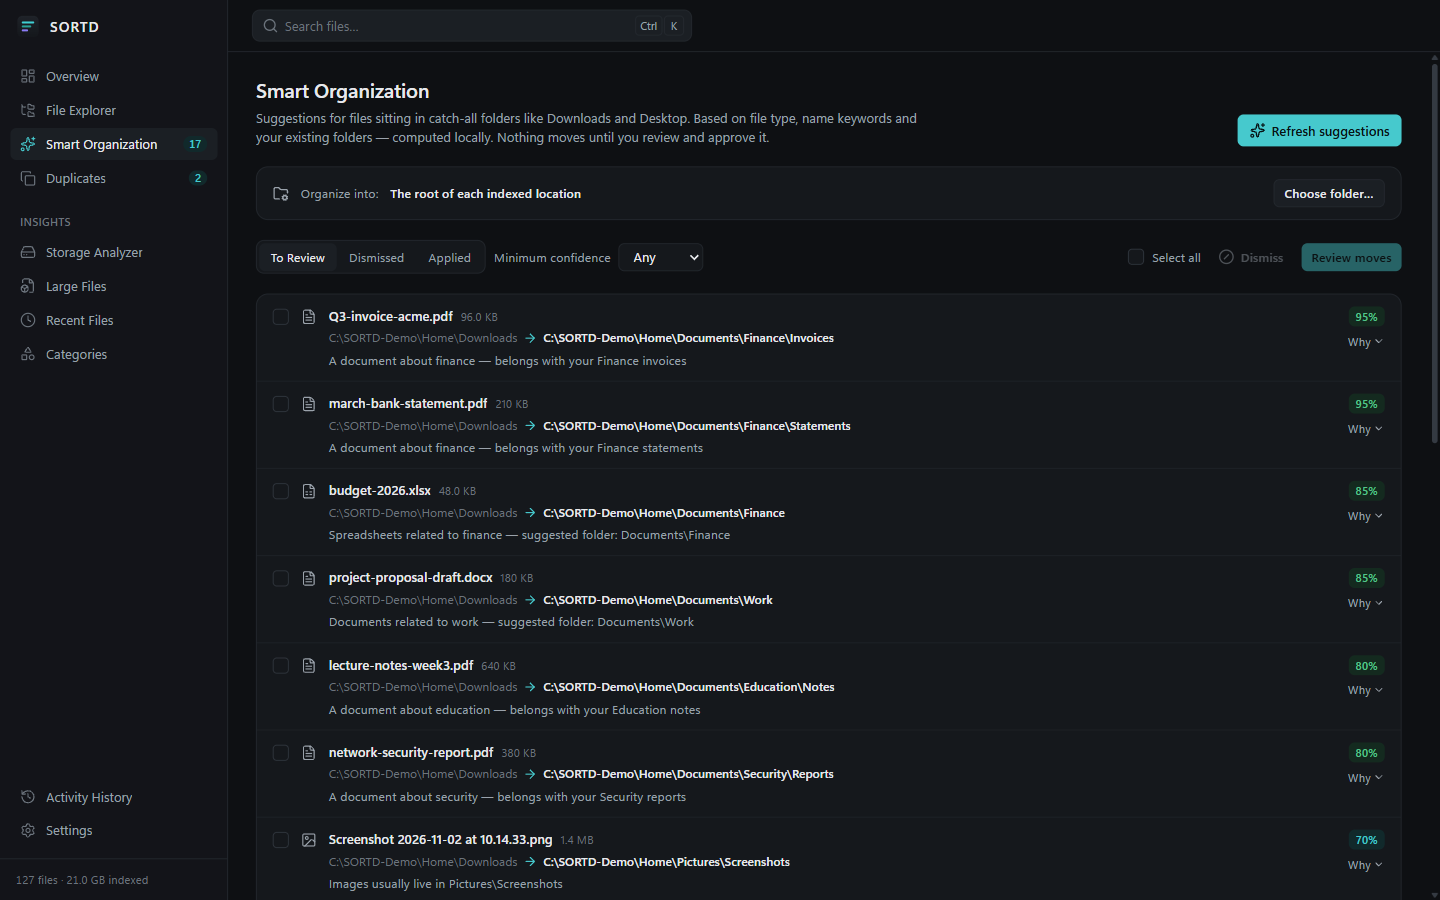 SORTD
Search files...
Ctrl K
Overview
File Explorer
Smart Organization 17
Duplicates 2
INSIGHTS
Storage Analyzer
Large Files
Recent Files
Categories
Activity History
Settings
127 files · 21.0 GB indexed
Smart Organization
Suggestions for files sitting in catch-all folders like Downloads and Desktop. Based on file type, name keywords and
your existing folders — computed locally. Nothing moves until you review and approve it.
Refresh suggestions
Organize into: The root of each indexed location
Choose folder...
To Review Dismissed Applied Minimum confidence Any
Select all Dismiss Review moves
Q3-invoice-acme.pdf 96.0 KB 95%
C:\SORTD-Demo\Home\Downloads → C:\SORTD-Demo\Home\Documents\Finance\Invoices Why
A document about finance — belongs with your Finance invoices
march-bank-statement.pdf 210 KB 95%
C:\SORTD-Demo\Home\Downloads → C:\SORTD-Demo\Home\Documents\Finance\Statements Why
A document about finance — belongs with your Finance statements
budget-2026.xlsx 48.0 KB 85%
C:\SORTD-Demo\Home\Downloads → C:\SORTD-Demo\Home\Documents\Finance Why
Spreadsheets related to finance — suggested folder: Documents\Finance
project-proposal-draft.docx 180 KB 85%
C:\SORTD-Demo\Home\Downloads → C:\SORTD-Demo\Home\Documents\Work Why
Documents related to work — suggested folder: Documents\Work
lecture-notes-week3.pdf 640 KB 80%
C:\SORTD-Demo\Home\Downloads → C:\SORTD-Demo\Home\Documents\Education\Notes Why
A document about education — belongs with your Education notes
network-security-report.pdf 380 KB 80%
C:\SORTD-Demo\Home\Downloads → C:\SORTD-Demo\Home\Documents\Security\Reports Why
A document about security — belongs with your Security reports
Screenshot 2026-11-02 at 10.14.33.png 1.4 MB 70%
C:\SORTD-Demo\Home\Downloads → C:\SORTD-Demo\Home\Pictures\Screenshots Why
Images usually live in Pictures\Screenshots